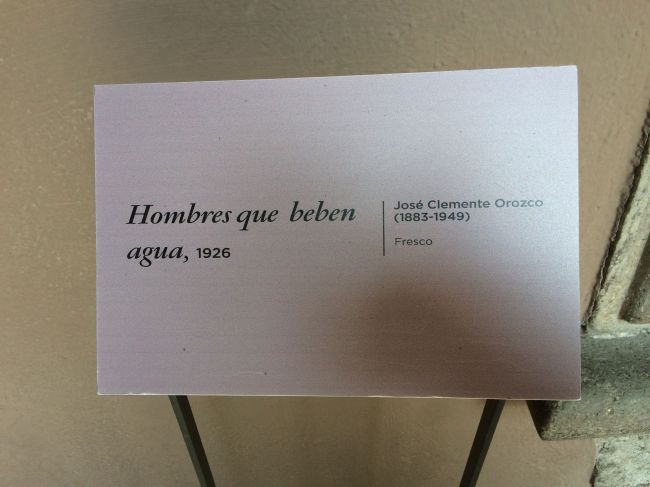 Hombres que beben
agua, 1926
José Clemente Orozco
(1883-1949)
Fresco